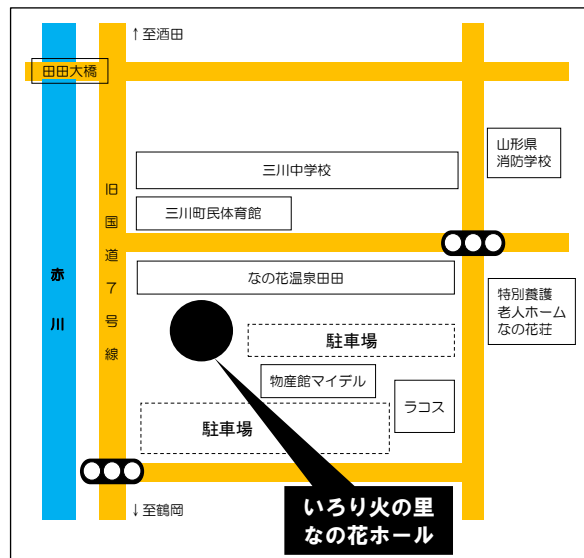 ↑至酒田
田田大橋
山形県
消防学校
三川中学校
三川町民体育館
旧国道7号線
赤川
なの花温泉田田
特別養護
老人ホーム
なの花荘
駐車場
物産館マイデル
ラコス
駐車場
いろり火の里
なの花ホール
↓至鶴岡